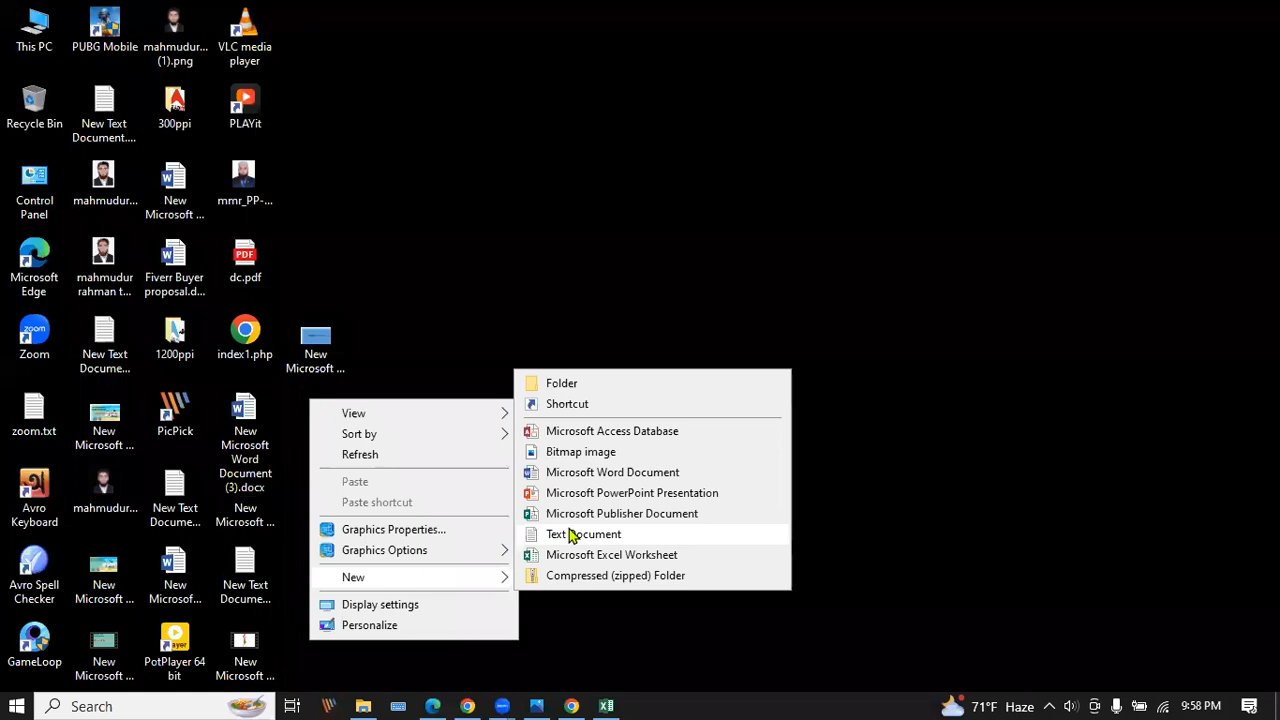 This PC
PUBG Mobile
mahmudur...
(1).png
VLC media
player
Recycle Bin
New Text
Document....
300ppi
PLAYit
Control
Panel
mahmudur...
New
Microsoft ...
mmr_PP-...
Microsoft
Edge
mahmudur
rahman t...
Fiverr Buyer
proposal.d...
dc.pdf
Zoom
New Text
Docume...
1200ppi
index1.php
New
Microsoft ...
zoom.txt
New
Microsoft ...
PicPick
New
Microsoft
Word
Document
(3).docx
Avro
Keyboard
mahmudur...
New Text
Docume...
New
Microsoft ...
Avro Spell
Checker
New
Microsoft ...
New
Microsof...
New Text
Docume...
GameLoop
New
Microsoft ...
PotPlayer 64
bit
New
Microsoft ...
View
Sort by
Refresh
Paste
Paste shortcut
Graphics Properties...
Graphics Options
New
Display settings
Personalize
Folder
Shortcut
Microsoft Access Database
Bitmap image
Microsoft Word Document
Microsoft PowerPoint Presentation
Microsoft Publisher Document
Text Document
Microsoft Excel Worksheet
Compressed (zipped) Folder
Search
71°F Haze
9:58 PM